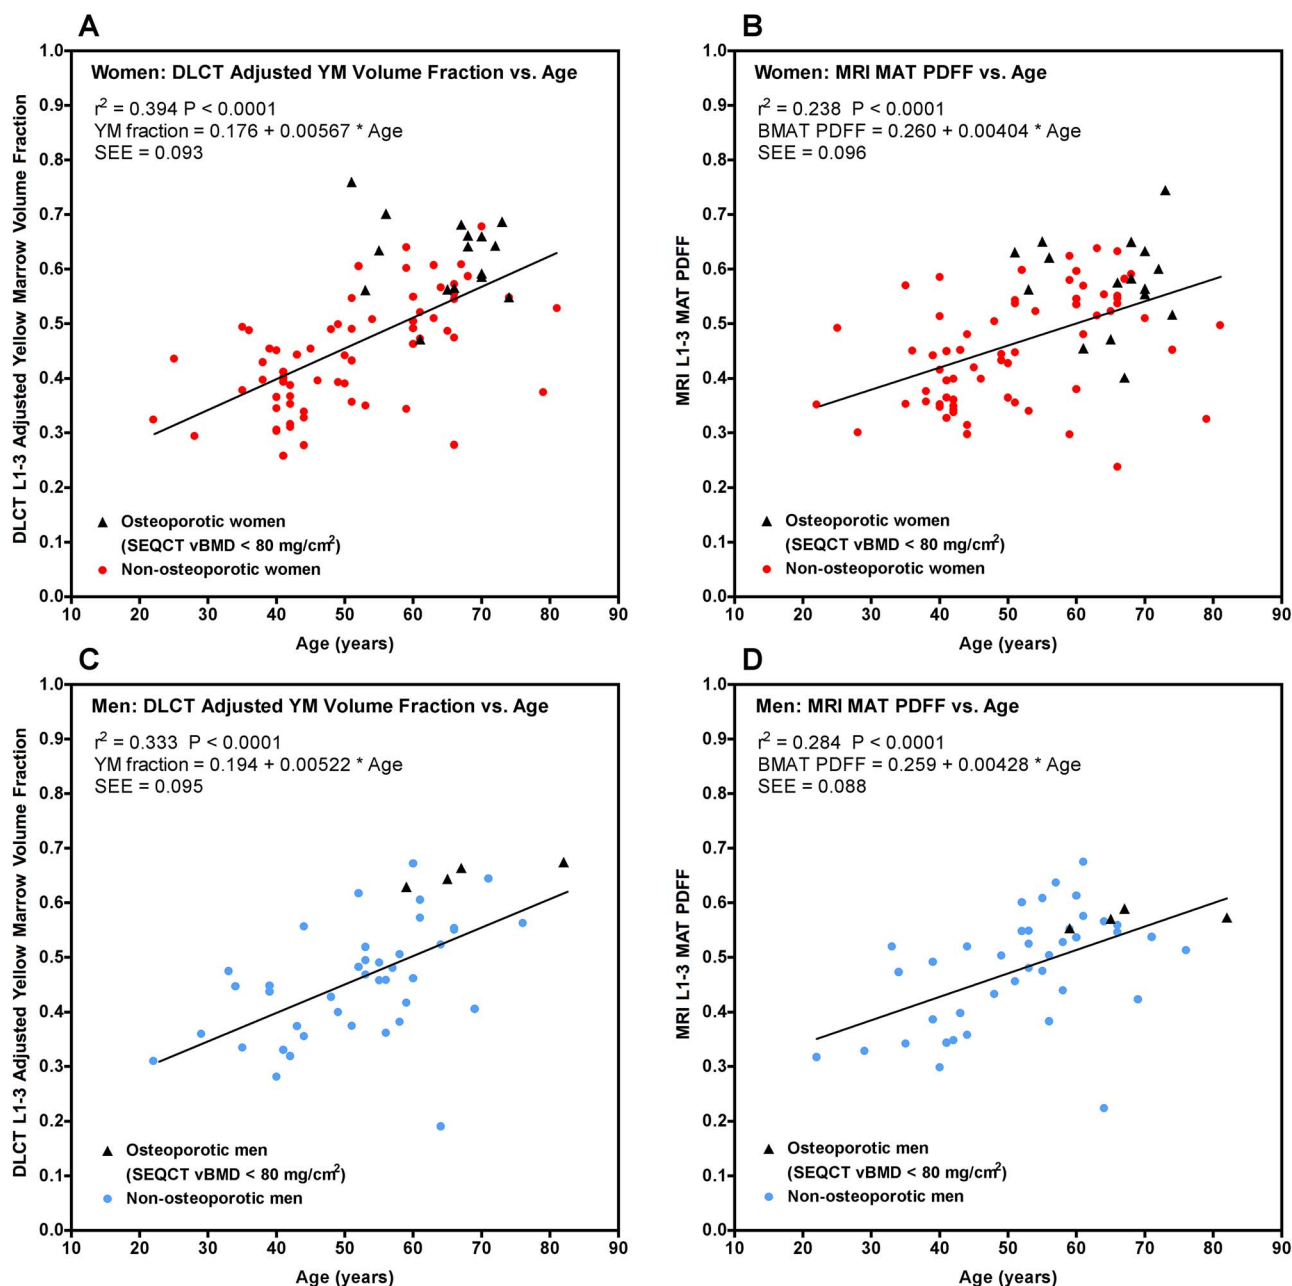 A
DLCT L1-3 Adjusted Yellow Marrow Volume Fraction
1.0
0.9
0.8
0.7
0.6
0.5
0.4
0.3
0.2
0.1
0.0
Women: DLCT Adjusted YM Volume Fraction vs. Age
r² = 0.394 P < 0.0001
YM fraction = 0.176 + 0.00567 * Age
SEE = 0.093
Osteoporotic women
(SEQCT vBMD < 80 mg/cm²)
Non-osteoporotic women
10 20 30 40 50 60 70 80 90
Age (years)
B
MRI L1-3 MAT PDFF
1.0
0.9
0.8
0.7
0.6
0.5
0.4
0.3
0.2
0.1
0.0
Women: MRI MAT PDFF vs. Age
r² = 0.238 P < 0.0001
BMAT PDFF = 0.260 + 0.00404 * Age
SEE = 0.096
Osteoporotic women
(SEQCT vBMD < 80 mg/cm²)
Non-osteoporotic women
10 20 30 40 50 60 70 80 90
Age (years)
C
DLCT L1-3 Adjusted Yellow Marrow Volume Fraction
1.0
0.9
0.8
0.7
0.6
0.5
0.4
0.3
0.2
0.1
0.0
Men: DLCT Adjusted YM Volume Fraction vs. Age
r² = 0.333 P < 0.0001
YM fraction = 0.194 + 0.00522 * Age
SEE = 0.095
Osteoporotic men
(SEQCT vBMD < 80 mg/cm²)
Non-osteoporotic men
10 20 30 40 50 60 70 80 90
Age (years)
D
MRI L1-3 MAT PDFF
1.0
0.9
0.8
0.7
0.6
0.5
0.4
0.3
0.2
0.1
0.0
Men: MRI MAT PDFF vs. Age
r² = 0.284 P < 0.0001
BMAT PDFF = 0.259 + 0.00428 * Age
SEE = 0.088
Osteoporotic men
(SEQCT vBMD < 80 mg/cm²)
Non-osteoporotic men
10 20 30 40 50 60 70 80 90
Age (years)